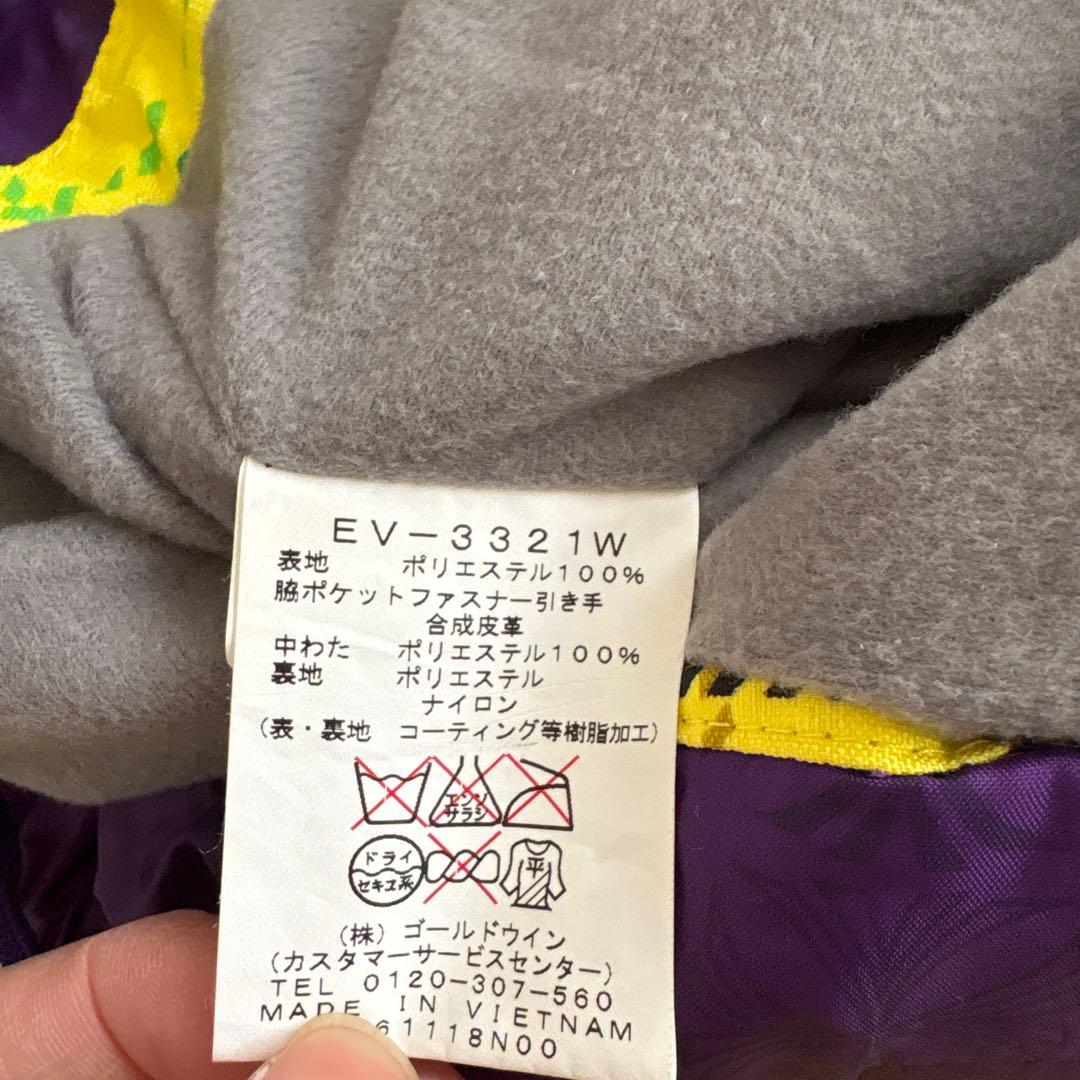 EV-3321W
表地 ポリエステル100%
脇ポケットファスナー引き手
合成皮革
中わた ポリエステル100%
裏地 ポリエステル
ナイロン
(表・裏地 コーティング等樹脂加工)
エンソ
サラシ
ドライ
セキユ系
平
(株) ゴールドウイン
(カスタマーサービスセンター)
TEL 0120-307-560
MADE IN VIETNAM
61118N00